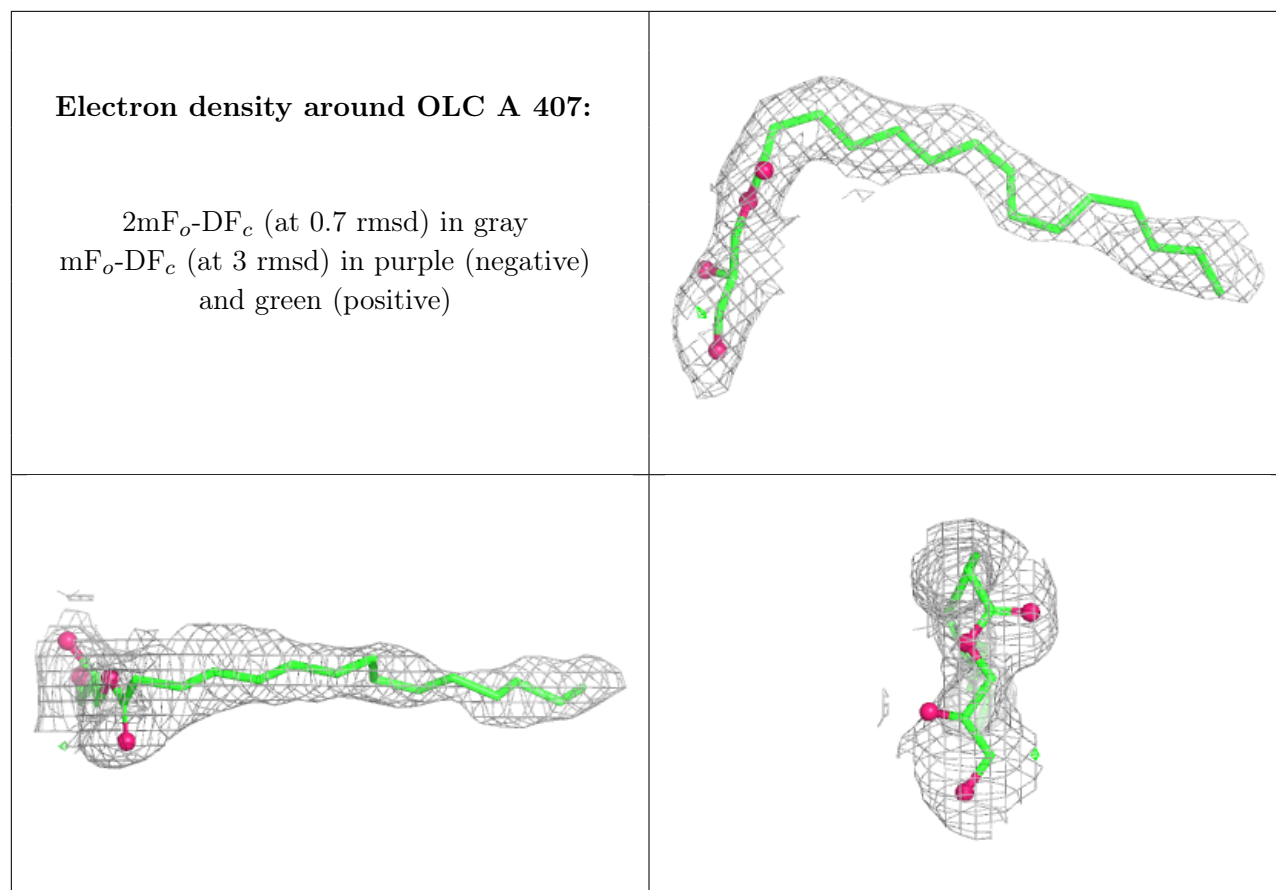 Electron density around OLC A 407:
2mFo-DFc (at 0.7 rmsd) in gray
mFo-DFc (at 3 rmsd) in purple (negative)
and green (positive)